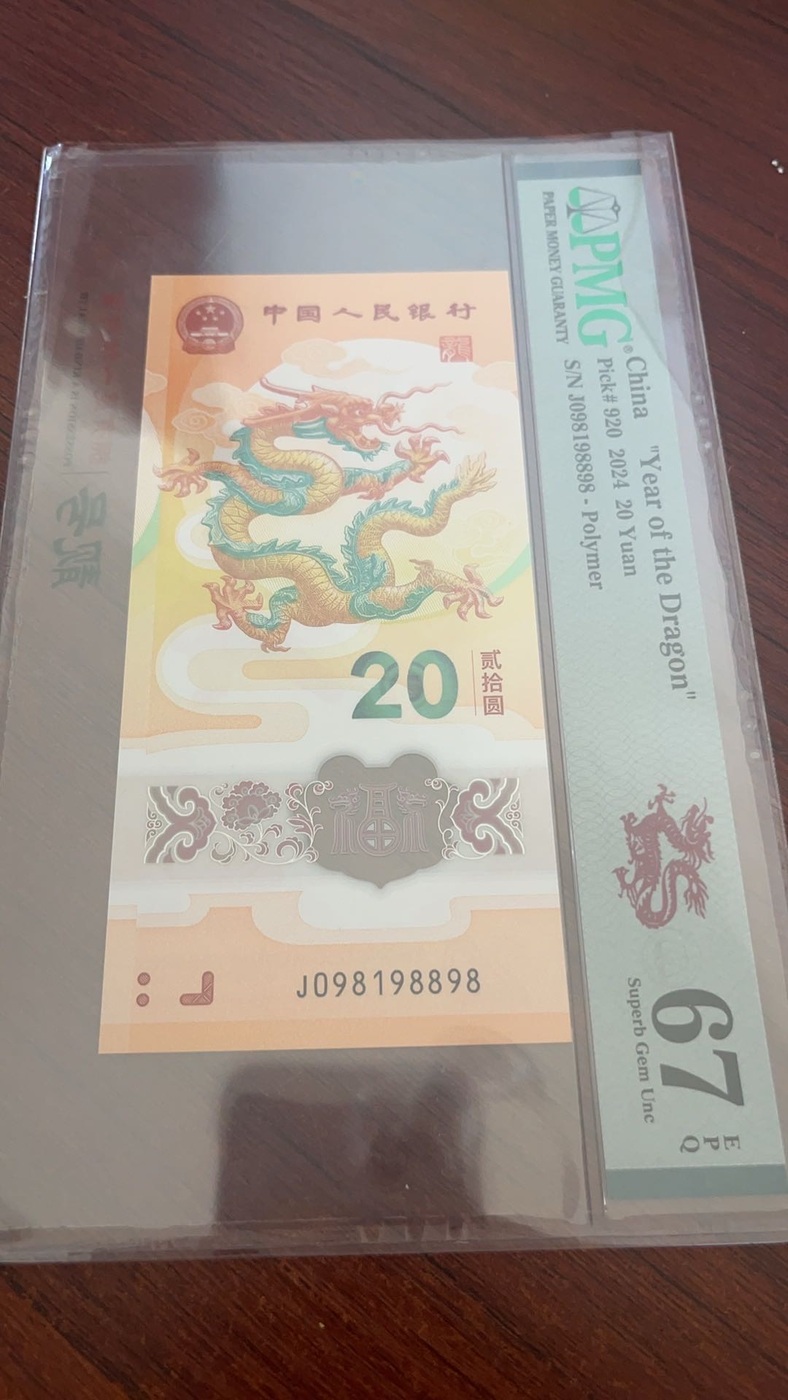 中国人民银行
20
贰拾圆
福
J098198898
PMG
PAPER MONEY GUARANTY
China "Year of the Dragon"
Pick# 920 2024 20 Yuan
S/N J098198898 - Polymer
67
EPQ
Superb Gem Unc